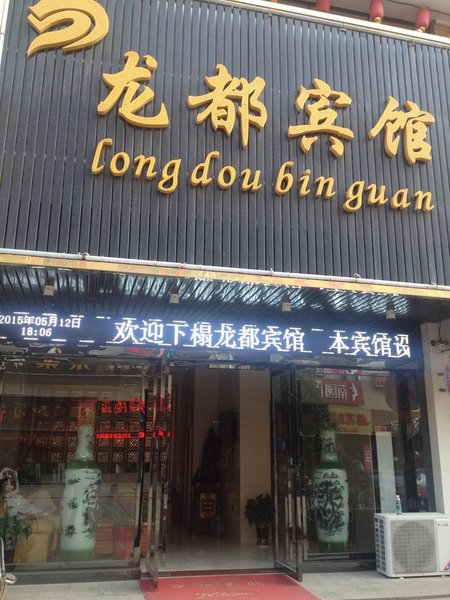 龙都宾馆
long dou bin guan
2015年05月12日
18:06
欢迎下榻龙都宾馆 本宾馆设